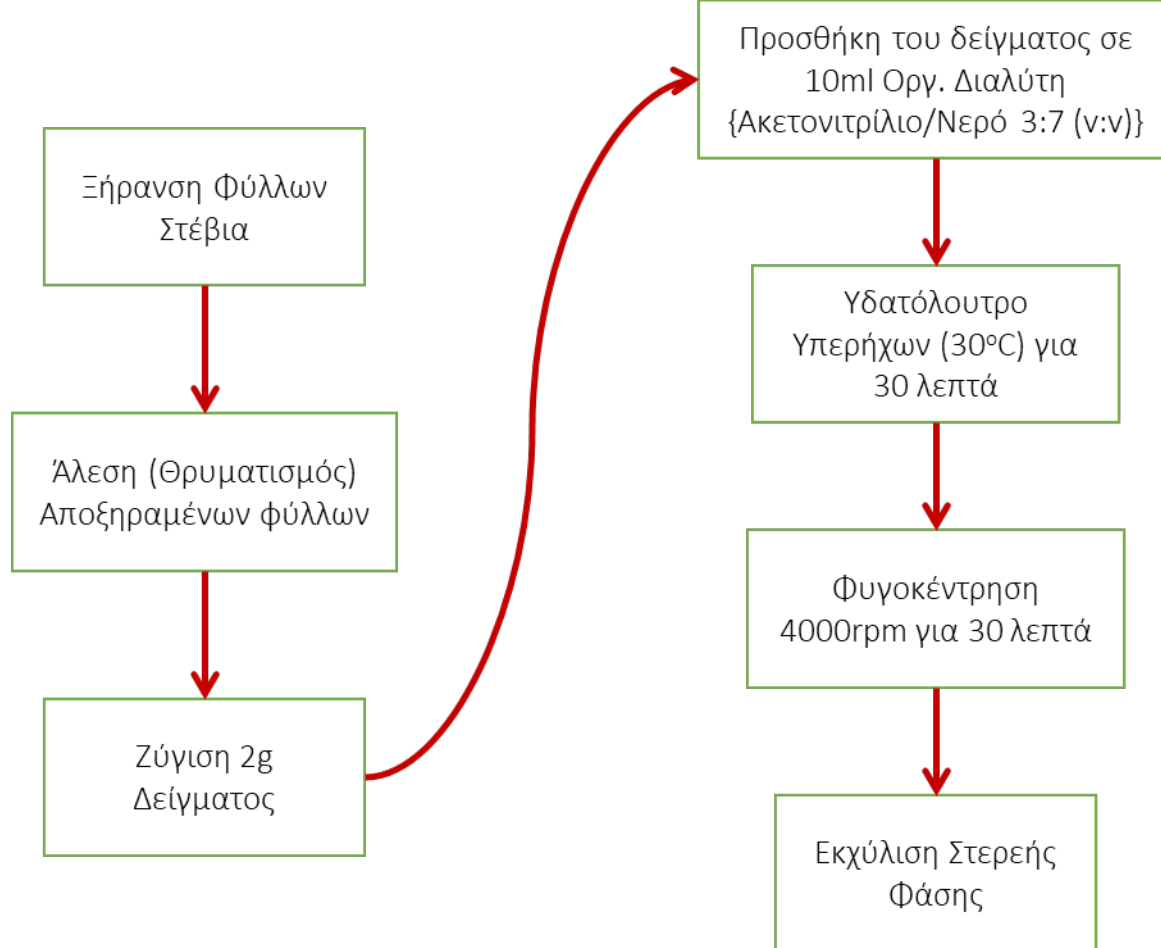 Ξήρανση Φύλλων
Στέβια
Άλεση (Θρυματισμός)
Αποξηραμένων φύλλων
Ζύγιση 2g
Δείγματος
Προσθήκη του δείγματος σε
10ml Οργ. Διαλύτη
{Ακετονιτρίλιο/Νερό 3:7 (v:v)}
Υδατόλουτρο
Υπερήχων (30°C) για
30 λεπτά
Φυγοκέντρηση
4000rpm για 30 λεπτά
Εκχύλιση Στερεής
Φάσης